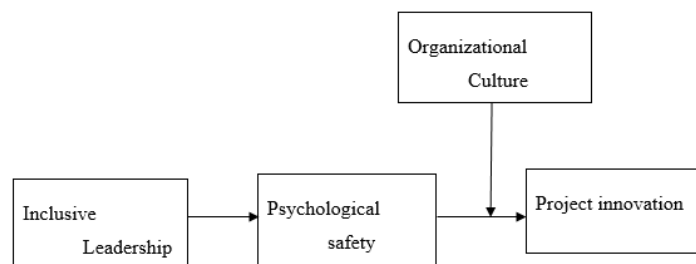 Organizational
Culture
Inclusive
Leadership
Psychological
safety
Project innovation